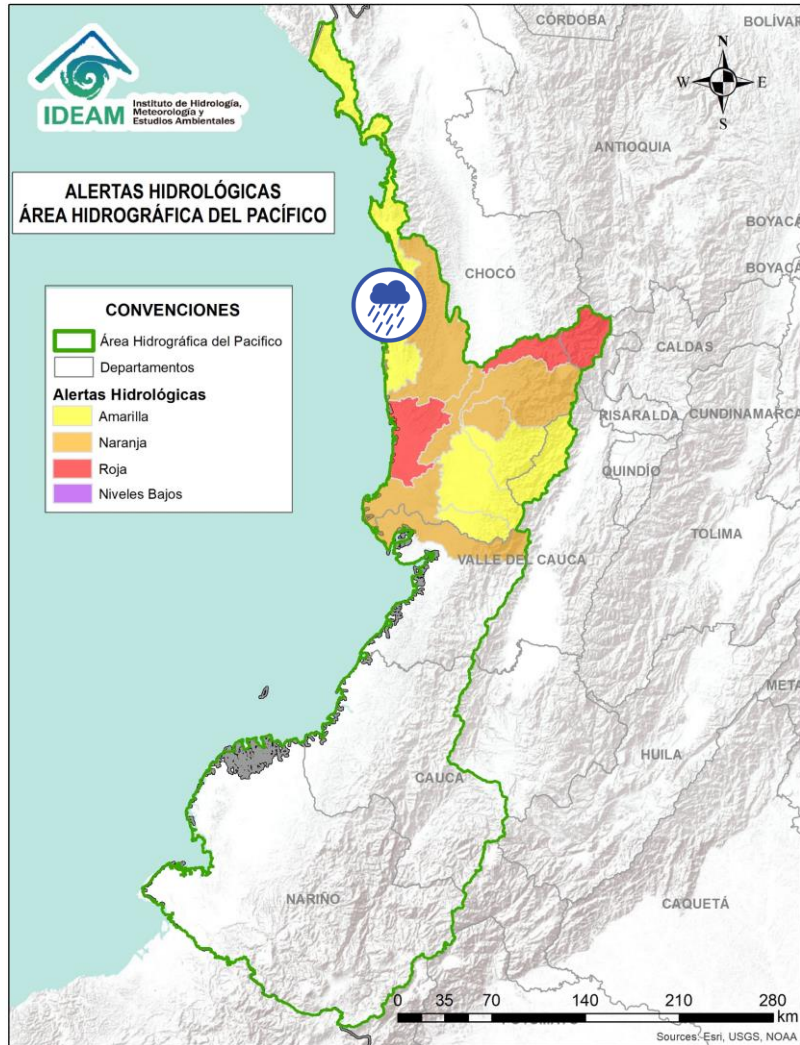 IDEAM
Instituto de Hidrología,
Meteorología y
Estudios Ambientales
ALERTAS HIDROLÓGICAS
ÁREA HIDROGRÁFICA DEL PACÍFICO
CONVENCIONES
Área Hidrográfica del Pacifico
Departamentos
Alertas Hidrológicas
Amarilla
Naranja
Roja
Niveles Bajos
N
W
E
S
CÓRDOBA
BOLÍVAR
ANTIOQUIA
BOYACÁ
BOYACÁ
CHOCÓ
CALDAS
RISARALDA
CUNDINAMARCA
QUINDÍO
TOLIMA
VALLE DEL CAUCA
META
HUILA
CAUCA
NARIÑO
CAQUETÁ
0 35 70 140 210 280
km
Sources: Esri, USGS, NOAA